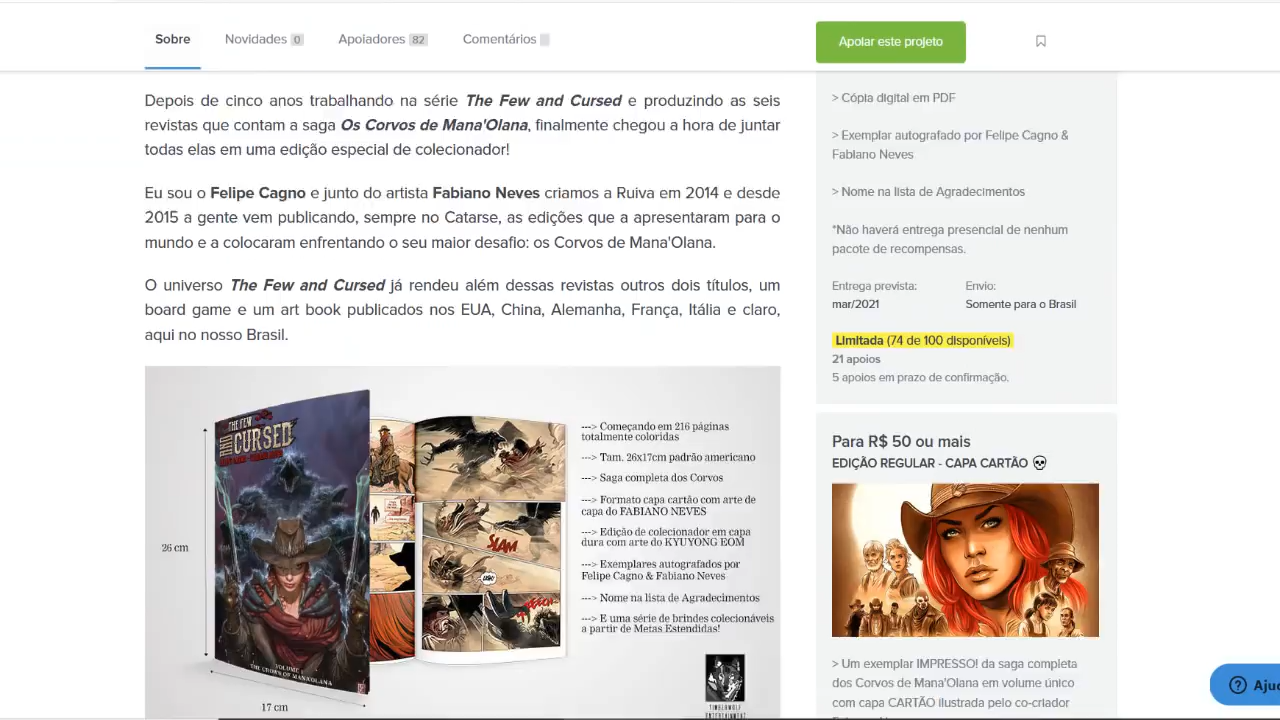 Sobre
Novidades 0
Apoiadores 82
Comentários
Apoiar este projeto
Depois de cinco anos trabalhando na série The Few and Cursed e produzindo as seis
revistas que contam a saga Os Corvos de Mana'Olana, finalmente chegou a hora de juntar
todas elas em uma edição especial de colecionador!
Eu sou o Felipe Cagno e junto do artista Fabiano Neves criamos a Ruiva em 2014 e desde
2015 a gente vem publicando, sempre no Catarse, as edições que a apresentaram para o
mundo e a colocaram enfrentando o seu maior desafio: os Corvos de Mana'Olana.
O universo The Few and Cursed já rendeu além dessas revistas outros dois títulos, um
board game e um art book publicados nos EUA, China, Alemanha, França, Itália e claro,
aqui no nosso Brasil.
THE FEW
AND
CURSED
VOLUME 1
THE CROWS OF MANA'OLANA
26 cm
17 cm
SLAM
---> Começando em 216 páginas
totalmente coloridas
---> Tam. 26x17cm padrão americano
---> Saga completa dos Corvos
---> Formato capa cartão com arte de
capa do FABIANO NEVES
---> Edição de colecionador em capa
dura com arte do KYUYONG EOM
---> Exemplares autografados por
Felipe Cagno & Fabiano Neves
---> Nome na lista de Agradecimentos
---> E uma série de brindes colecionáveis
a partir de Metas Estendidas!
TIMBERWOLF
ENTERTAINMENT
> Cópia digital em PDF
> Exemplar autografado por Felipe Cagno &
Fabiano Neves
> Nome na lista de Agradecimentos
*Não haverá entrega presencial de nenhum
pacote de recompensas.
Entrega prevista:
mar/2021
Envio:
Somente para o Brasil
Limitada (74 de 100 disponíveis)
21 apoios
5 apoios em prazo de confirmação.
Para R$ 50 ou mais
EDIÇÃO REGULAR - CAPA CARTÃO 💀
> Um exemplar IMPRESSO! da saga completa
dos Corvos de Mana'Olana em volume único
com capa CARTÃO ilustrada pelo co-criador